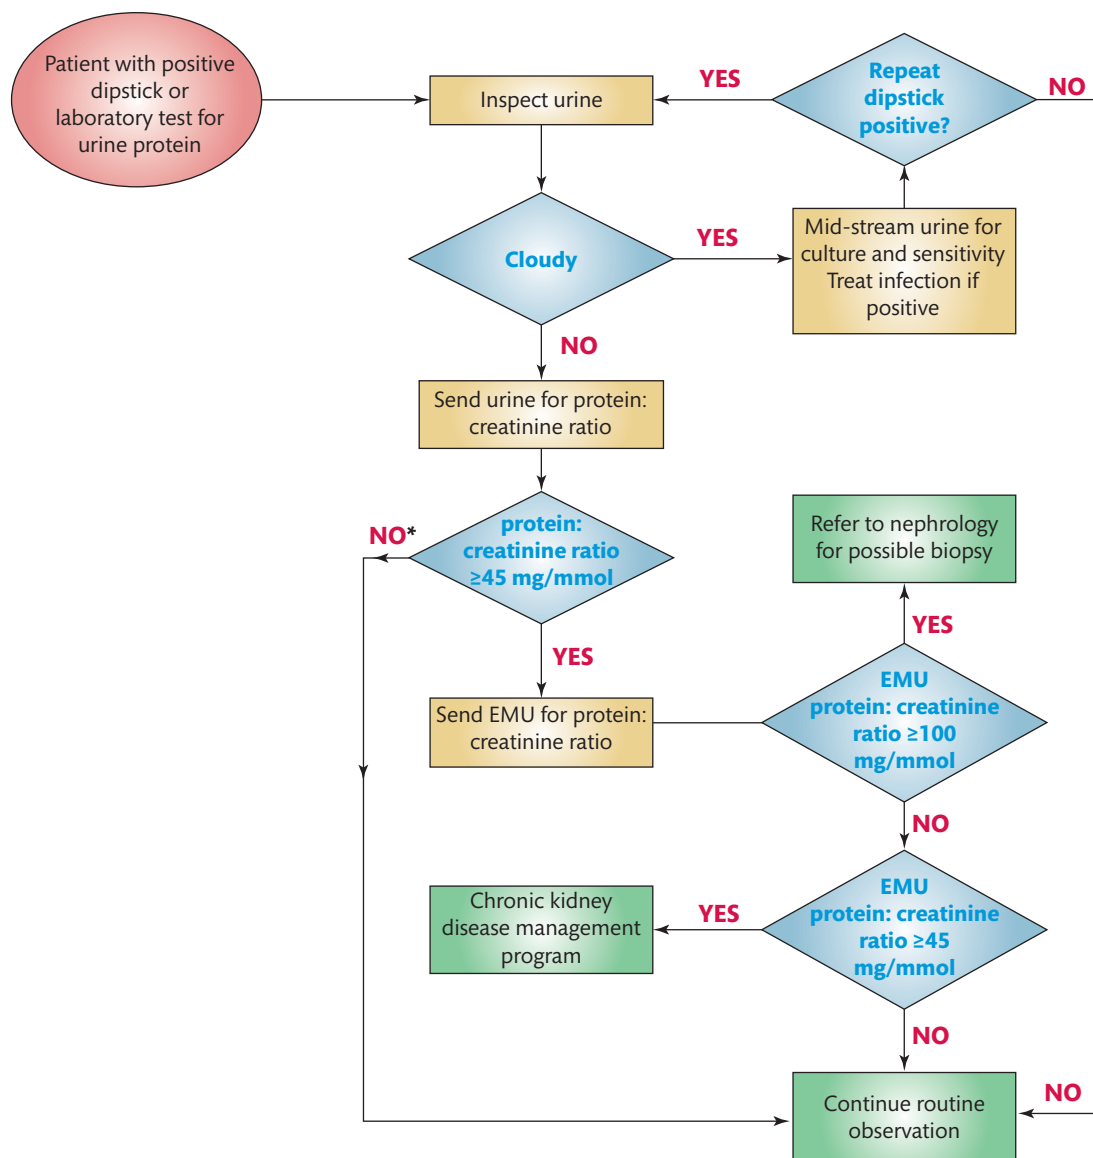 Patient with positive
dipstick or
laboratory test for
urine protein
Inspect urine
YES
Repeat
dipstick
positive?
NO
Cloudy
YES
Mid-stream urine for
culture and sensitivity
Treat infection if
positive
NO
Send urine for protein:
creatinine ratio
NO*
protein:
creatinine ratio
≥45 mg/mmol
Refer to nephrology
for possible biopsy
YES
YES
Send EMU for protein:
creatinine ratio
EMU
protein: creatinine
ratio ≥100
mg/mmol
NO
Chronic kidney
disease management
program
YES
EMU
protein: creatinine
ratio ≥45
mg/mmol
NO
Continue routine
observation
NO